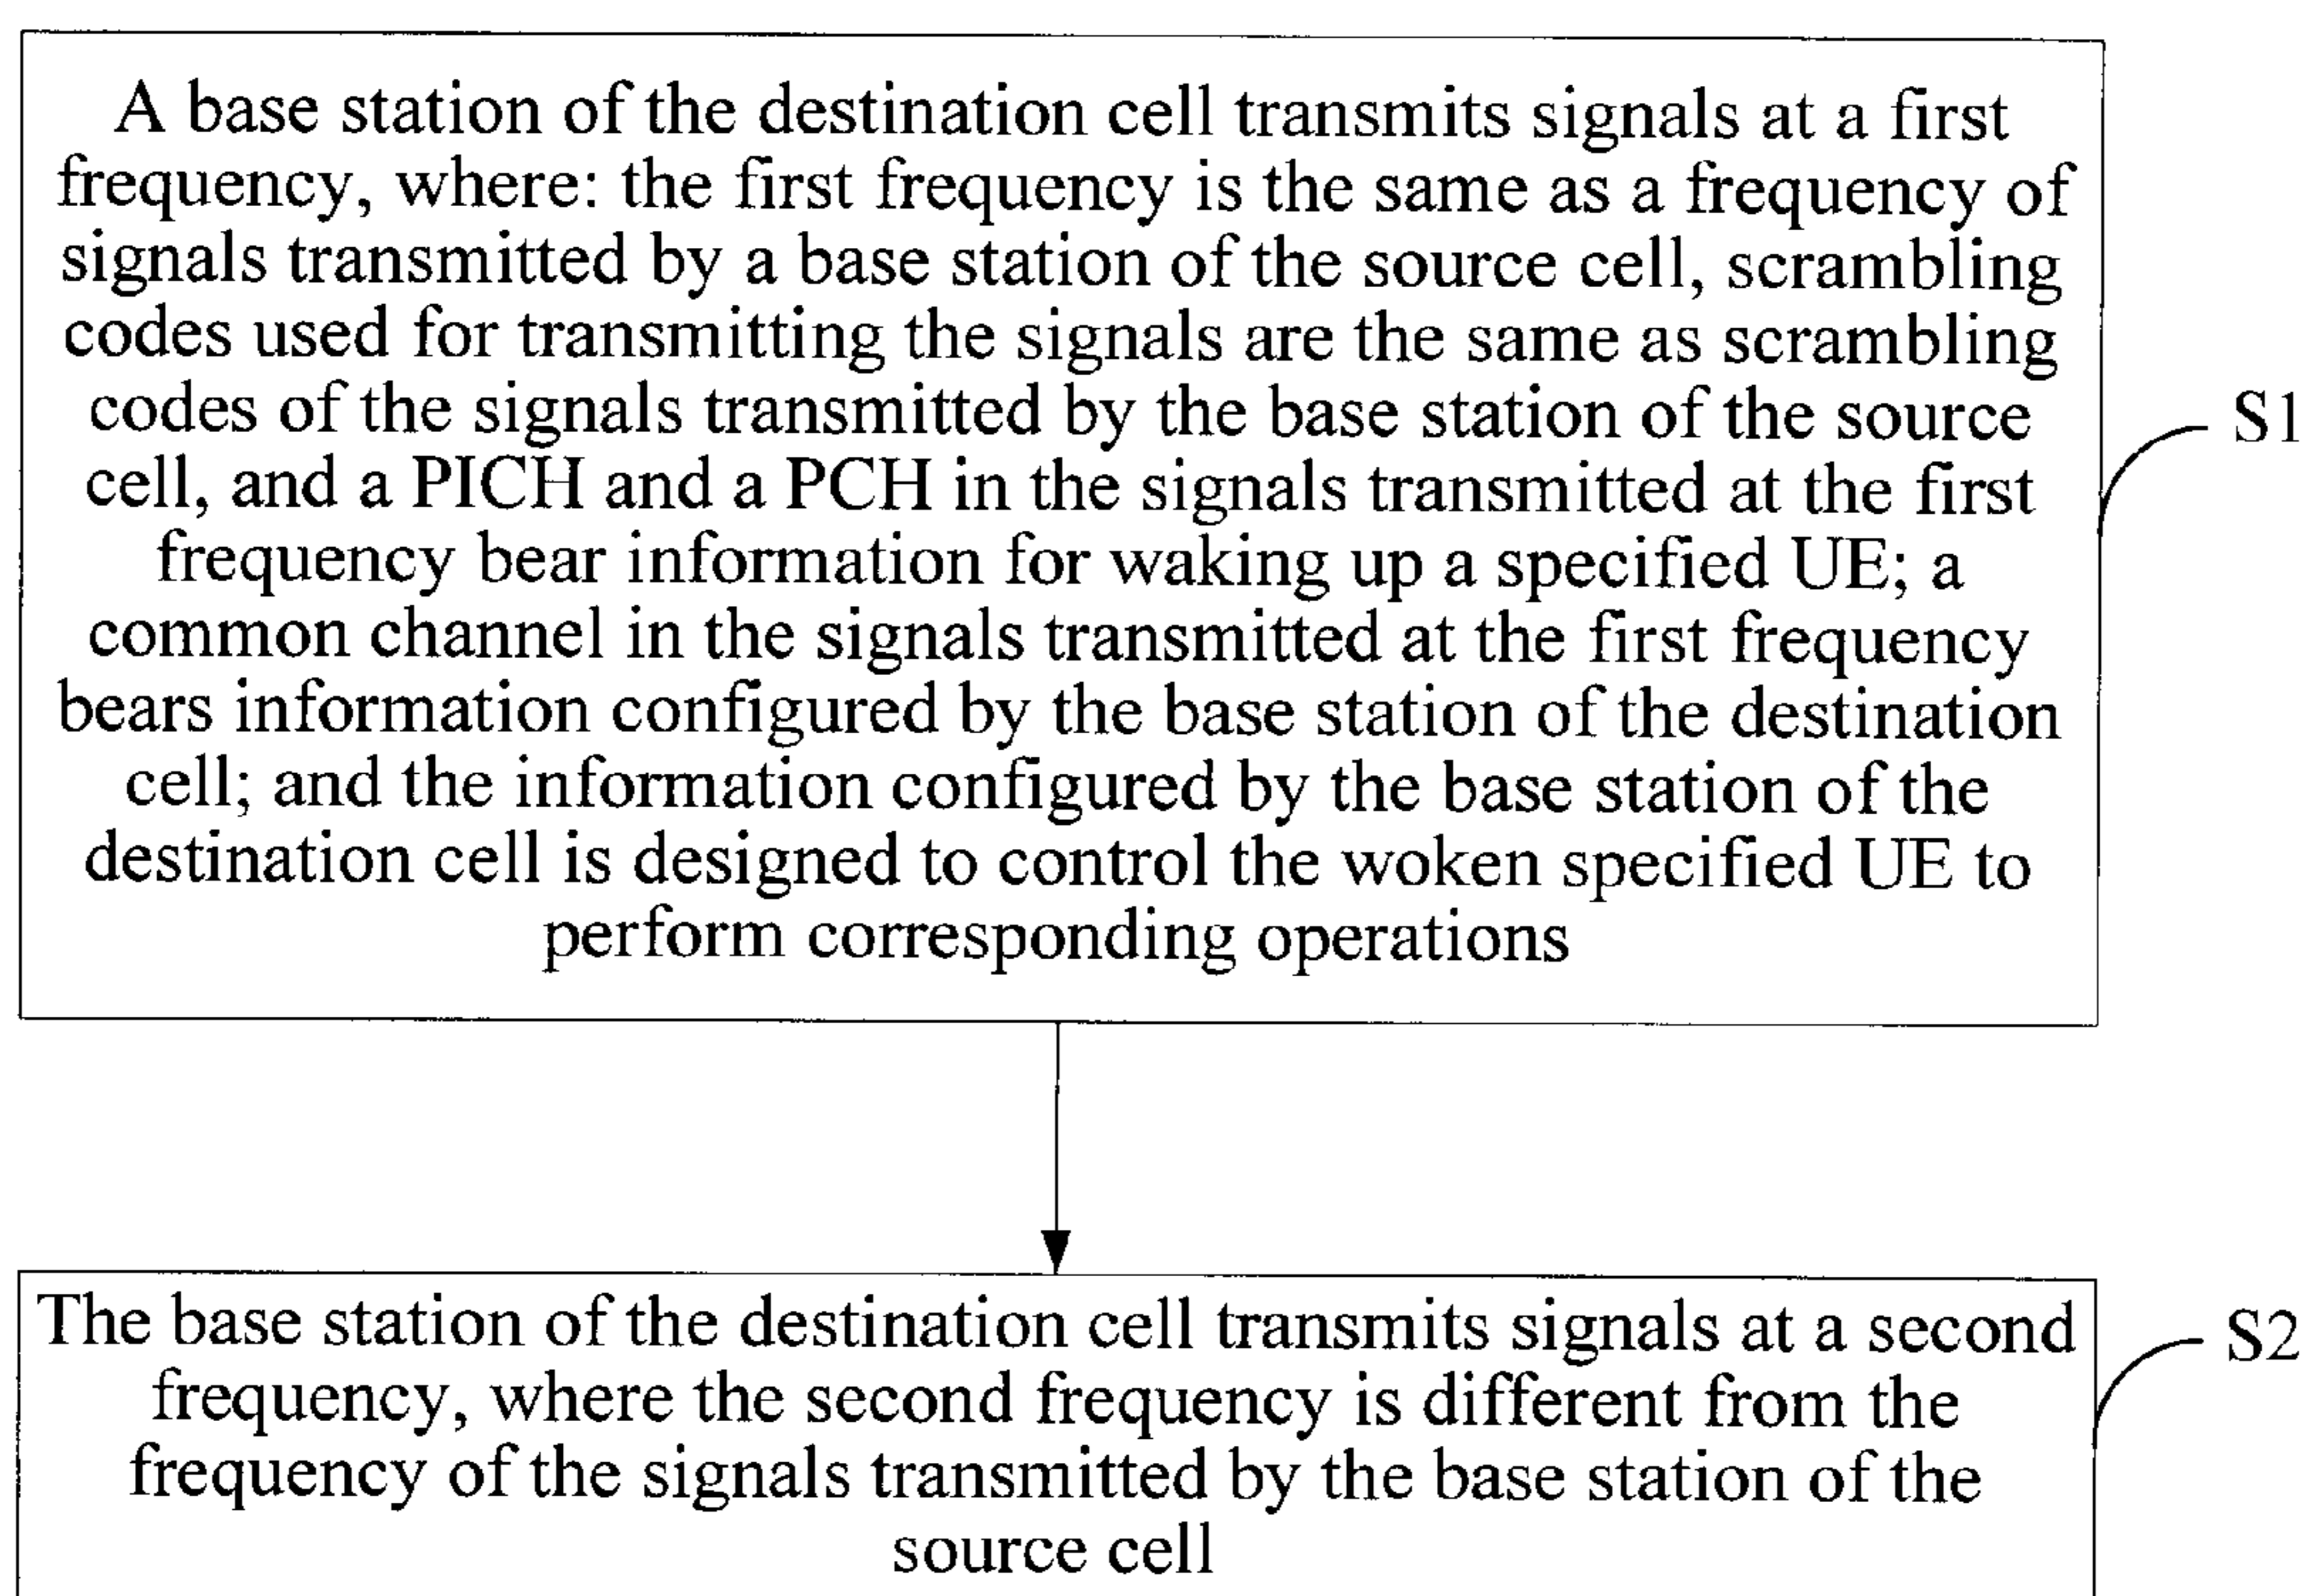 A base station of the destination cell transmits signals at a first
frequency, where: the first frequency is the same as a frequency of
signals transmitted by a base station of the source cell, scrambling
codes used for transmitting the signals are the same as scrambling
codes of the signals transmitted by the base station of the source
cell, and a PICH and a PCH in the signals transmitted at the first
frequency bear information for waking up a specified UE; a
common channel in the signals transmitted at the first frequency
bears information configured by the base station of the destination
cell; and the information configured by the base station of the
destination cell is designed to control the woken specified UE to
perform corresponding operations
S1
The base station of the destination cell transmits signals at a second
frequency, where the second frequency is different from the
frequency of the signals transmitted by the base station of the
source cell
S2